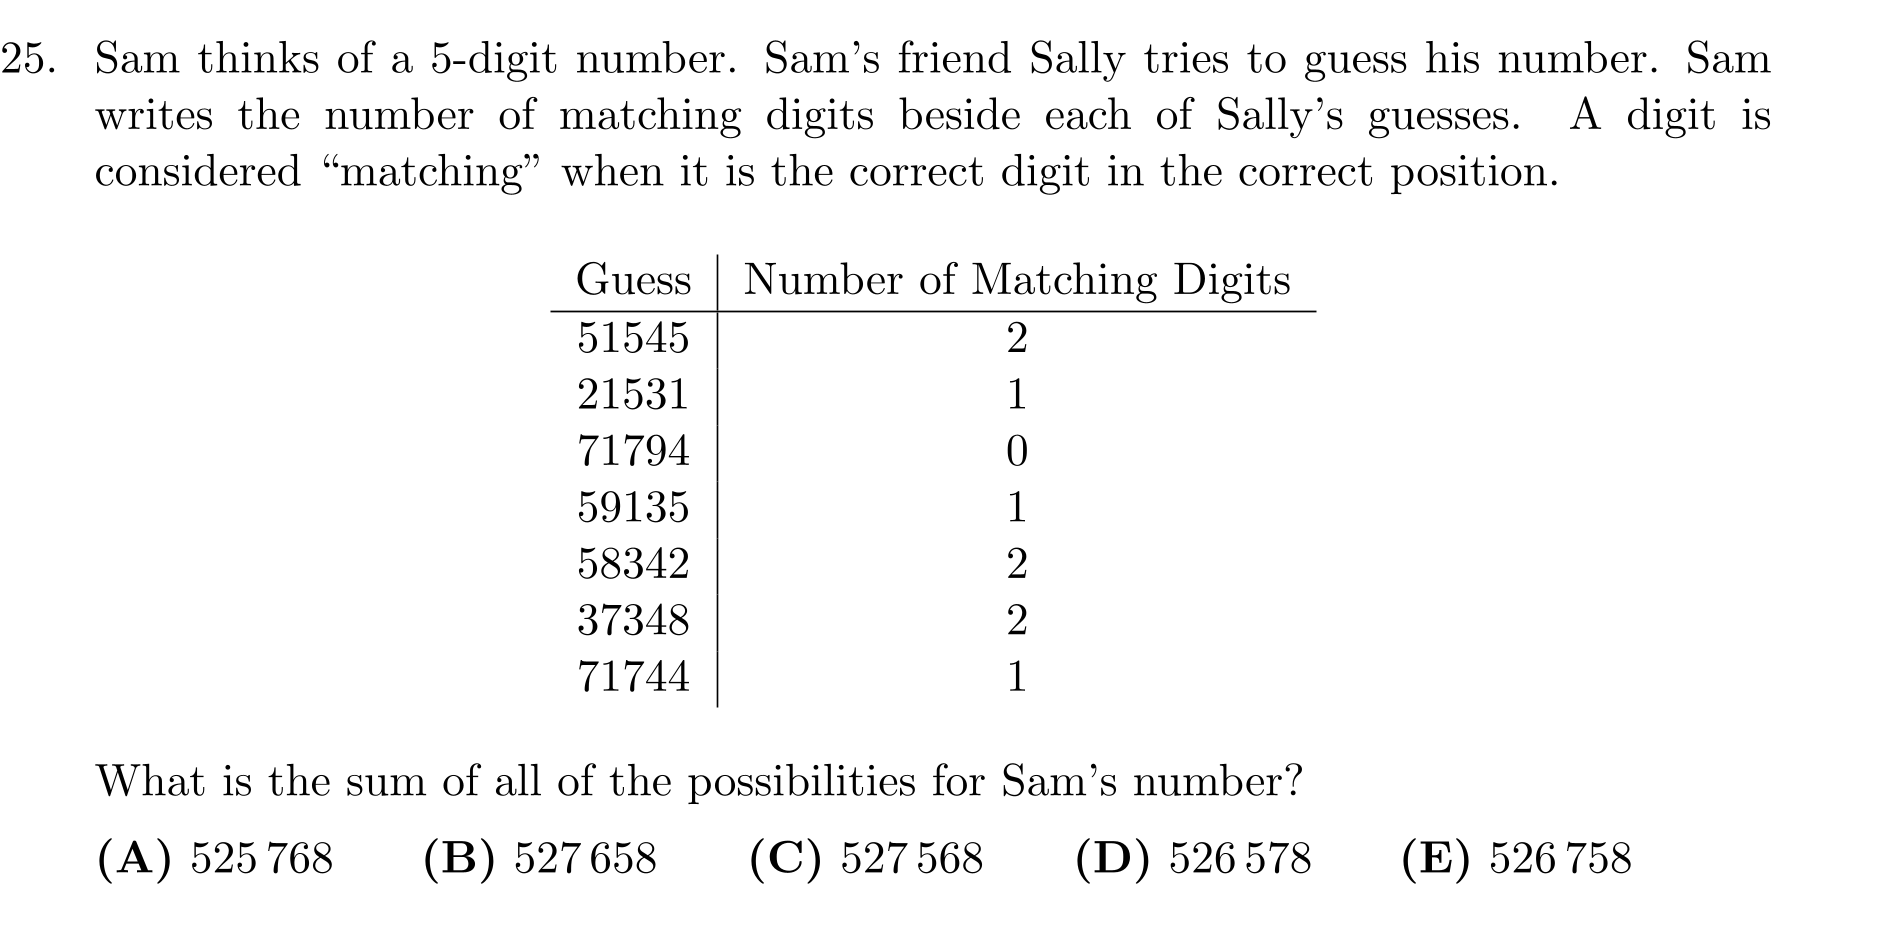 25. Sam thinks of a 5-digit number. Sam's friend Sally tries to guess his number. Sam
writes the number of matching digits beside each of Sally's guesses. A digit is
considered “matching” when it is the correct digit in the correct position.
Guess Number of Matching Digits
51545 2
21531 1
71794 0
59135 1
58342 2
37348 2
71744 1
What is the sum of all of the possibilities for Sam's number?
(A) 525 768 (B) 527 658 (C) 527 568 (D) 526 578 (E) 526 758